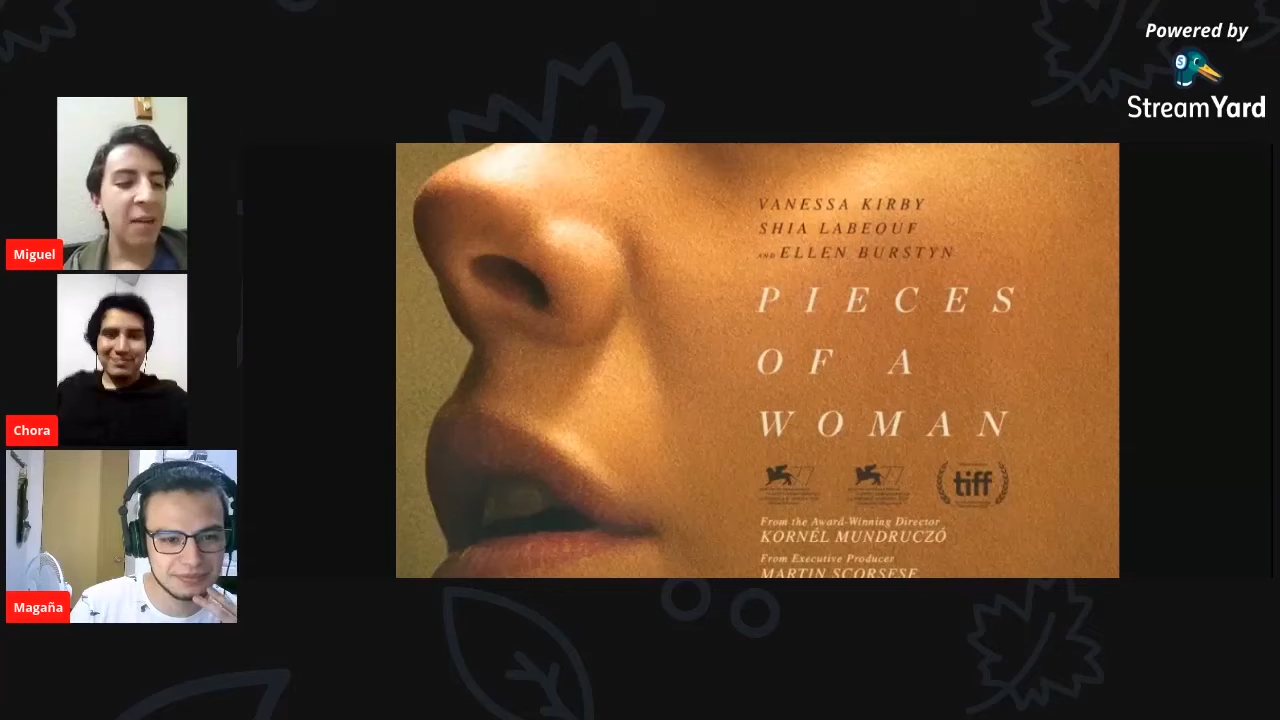 Powered by
StreamYard
Miguel
Chora
Magaña
VANESSA KIRBY
SHIA LABEOUF
AND ELLEN BURSTYN
PIECES
OF A
WOMAN
tiff
From the Award-Winning Director
KORNÉL MUNDRUCZÓ
From Executive Producer
MARTIN SCORSESE